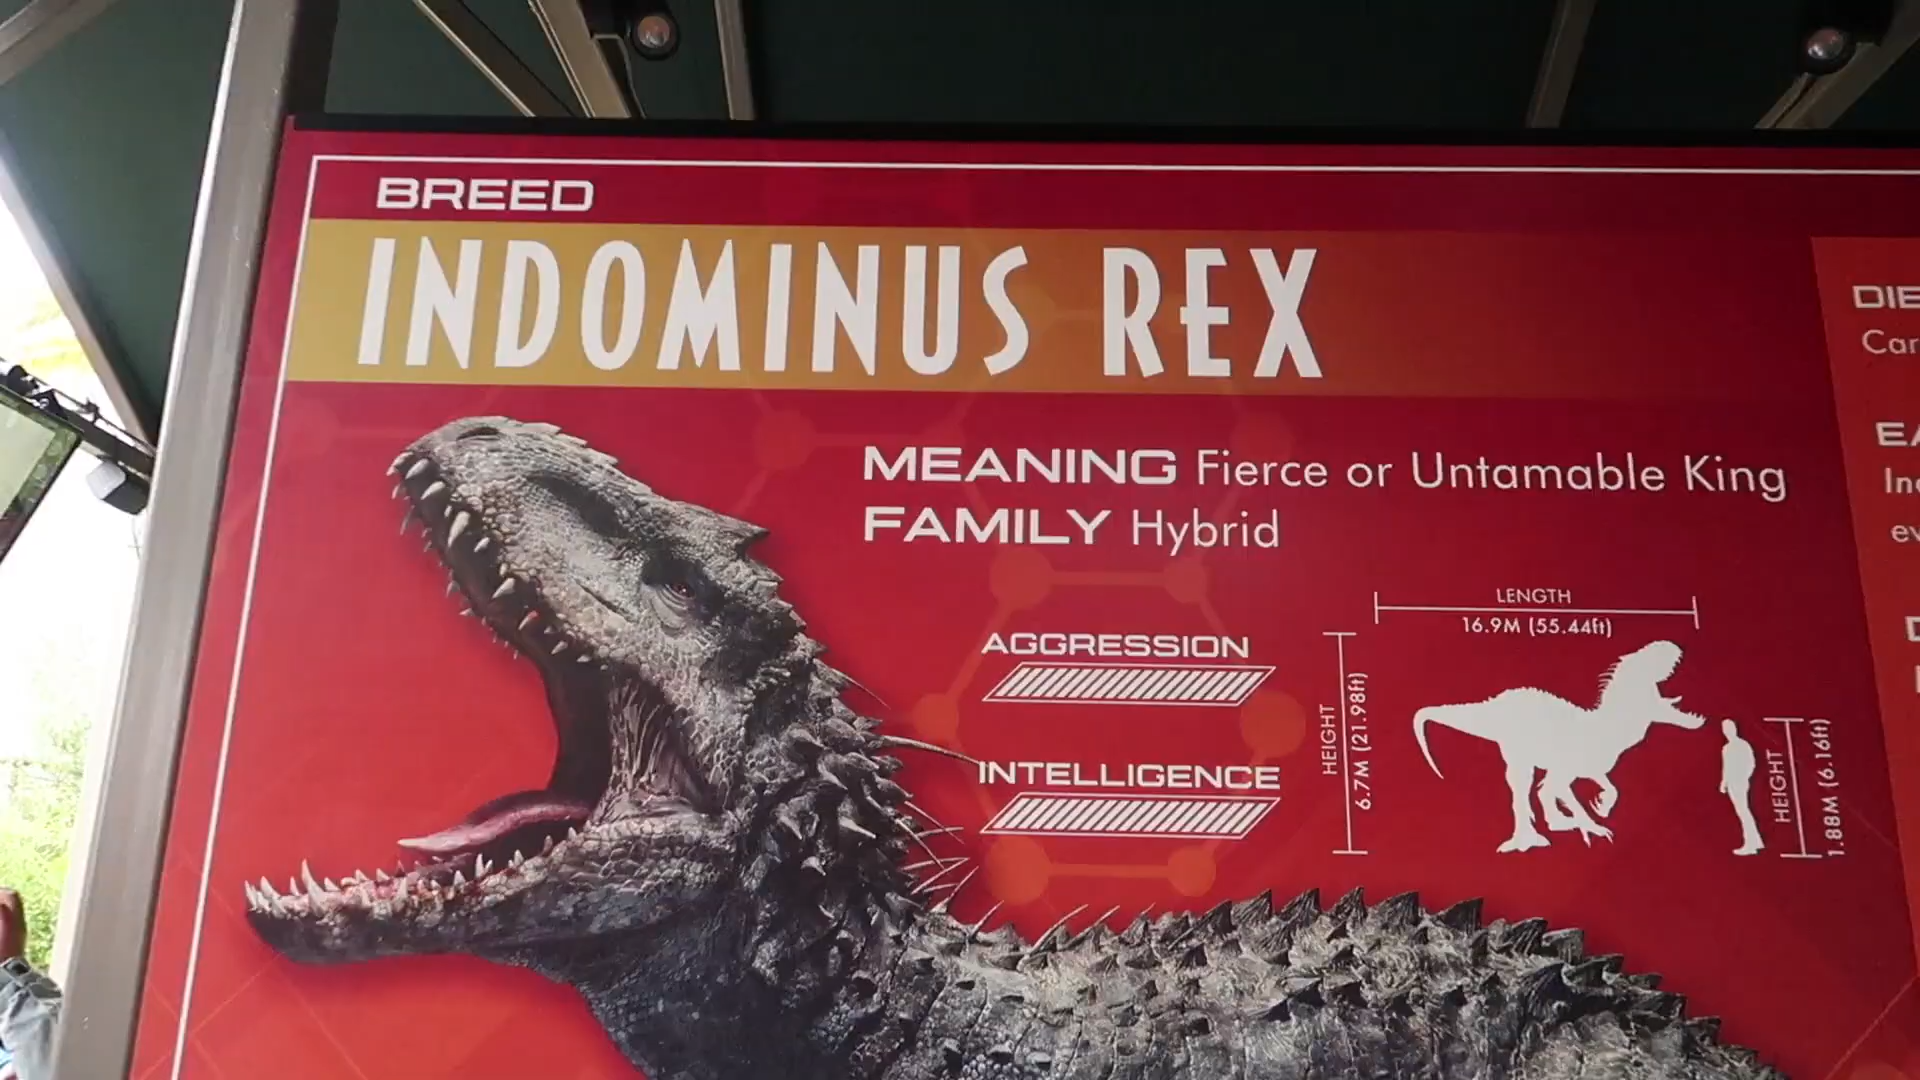 BREED
INDOMINUS REX
MEANING Fierce or Untamable King
FAMILY Hybrid
AGGRESSION
INTELLIGENCE
LENGTH
16.9M (55.44ft)
HEIGHT
6.7M (21.98ft)
HEIGHT
1.88M (6.16ft)